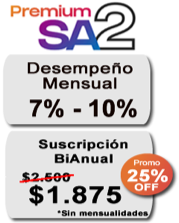 Premium
SA2
Desempeño
Mensual
7% - 10%
Suscripción
BiAnual
$2.500
$1.875
Promo
25%
OFF
*Sin mensualidades